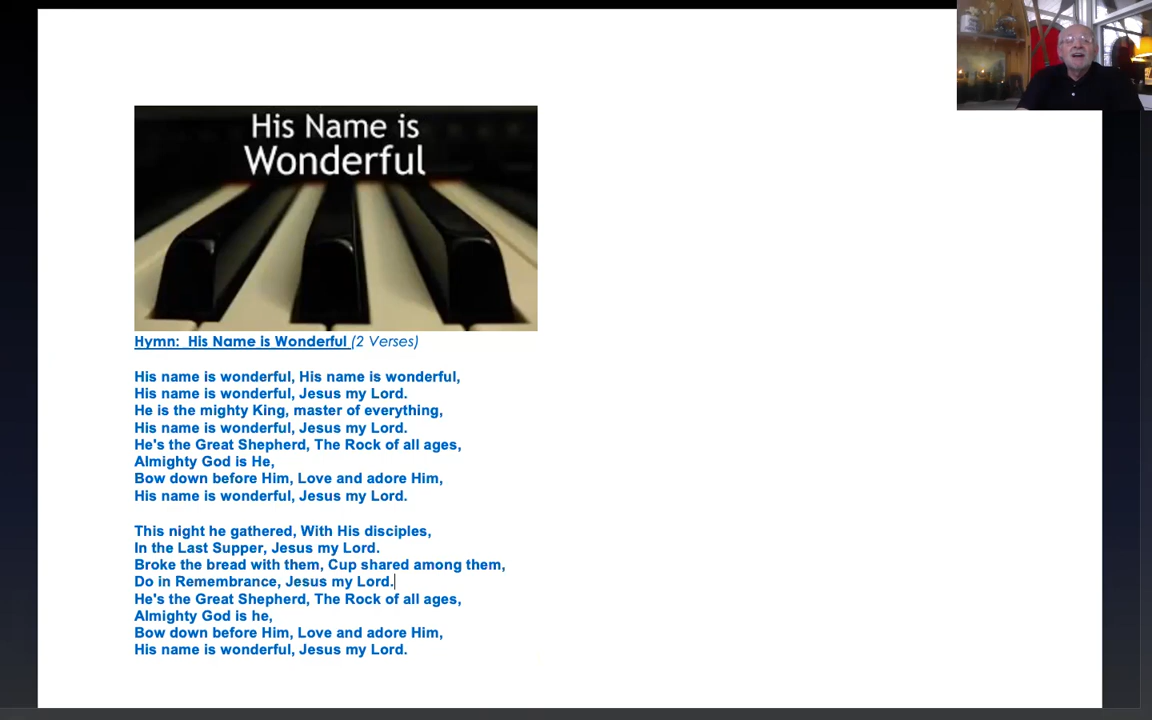 His Name is
Wonderful
Hymn:  His Name is Wonderful (2 Verses)
His name is wonderful, His name is wonderful,
His name is wonderful, Jesus my Lord.
He is the mighty King, master of everything,
His name is wonderful, Jesus my Lord.
He's the Great Shepherd, The Rock of all ages,
Almighty God is He,
Bow down before Him, Love and adore Him,
His name is wonderful, Jesus my Lord.
This night he gathered, With His disciples,
In the Last Supper, Jesus my Lord.
Broke the bread with them, Cup shared among them,
Do in Remembrance, Jesus my Lord.
He's the Great Shepherd, The Rock of all ages,
Almighty God is he,
Bow down before Him, Love and adore Him,
His name is wonderful, Jesus my Lord.